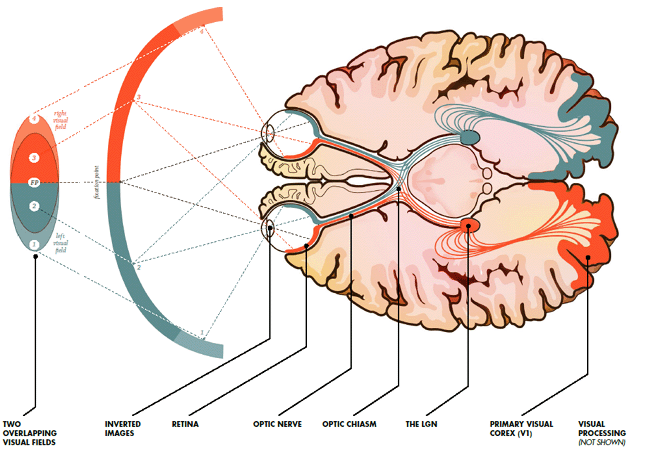 4
right
visual
field
3
FP
2
1
left
visual
field
4
3
fixation point
2
1
TWO
OVERLAPPING
VISUAL FIELDS
INVERTED
IMAGES
RETINA
OPTIC NERVE
OPTIC CHIASM
THE LGN
PRIMARY VISUAL
COREX (V1)
VISUAL
PROCESSING
(NOT SHOWN)